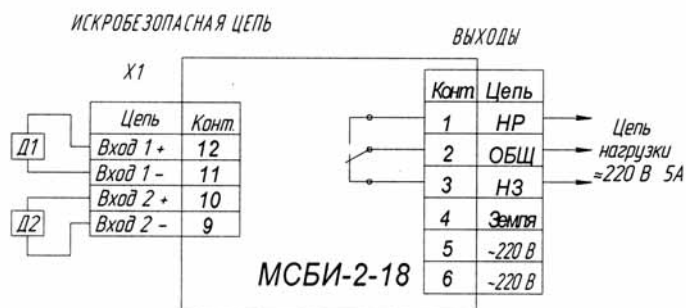 ИСКРОБЕЗОПАСНАЯ ЦЕПЬ
ВЫХОДЫ
X1
Цепь Конт.
Д1
Вход 1 + 12
Вход 1 – 11
Вход 2 + 10
Д2
Вход 2 – 9
Конт Цепь
1 НР
2 ОБЩ
3 НЗ
4 Земля
5 ~220 В
6 ~220 В
Цепь
нагрузки
≈220 В 5А
МСБИ-2-18